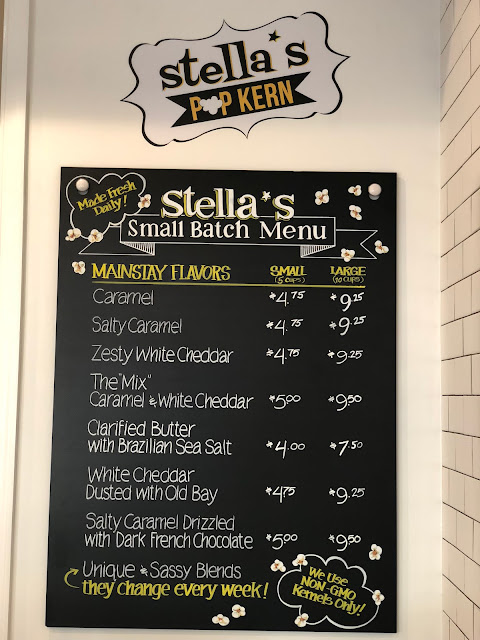 stella's
POP KERN
Made Fresh
Daily!
stella's
Small Batch Menu
MAINSTAY FLAVORS SMALL LARGE
(5 CUPS) (10 CUPS)
Caramel $4.75 $9.25
Salty Caramel $4.75 $9.25
Zesty White Cheddar $4.75 $9.25
The "Mix"
Caramel & White Cheddar $5.00 $9.50
Clarified Butter
with Brazilian Sea Salt $4.00 $7.50
White Cheddar
Dusted with Old Bay $4.75 $9.25
Salty Caramel Drizzled
with Dark French Chocolate $5.00 $9.50
Unique & Sassy Blends
they change every week!
We Use
NON-GMO
Kernels Only!